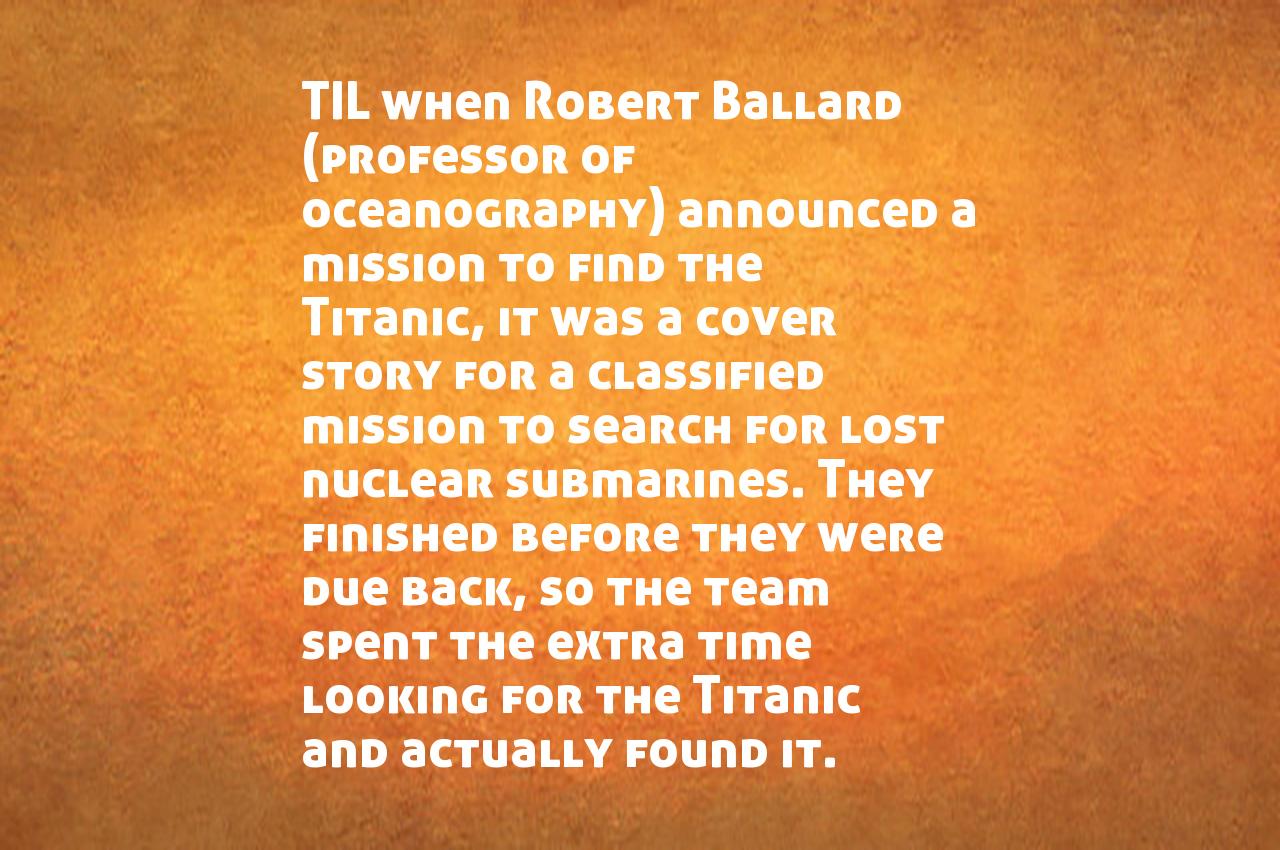 TIL when Robert Ballard
(professor of
oceanography) announced a
mission to find the
Titanic, it was a cover
story for a classified
mission to search for lost
nuclear submarines. They
finished before they were
due back, so the team
spent the extra time
looking for the Titanic
and actually found it.